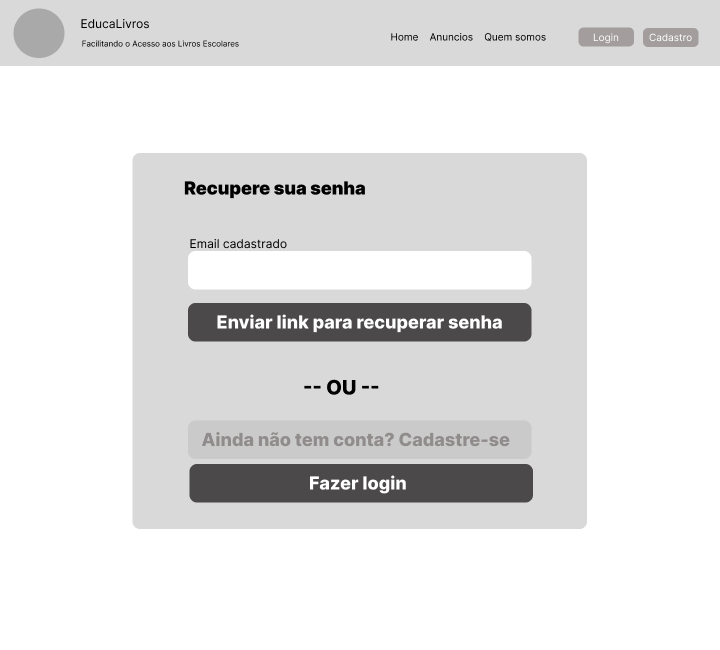 EducaLivros
Facilitando o Acesso aos Livros Escolares
Home Anuncios Quem somos Login Cadastro
Recupere sua senha
Email cadastrado
Enviar link para recuperar senha
-- OU --
Ainda não tem conta? Cadastre-se
Fazer login